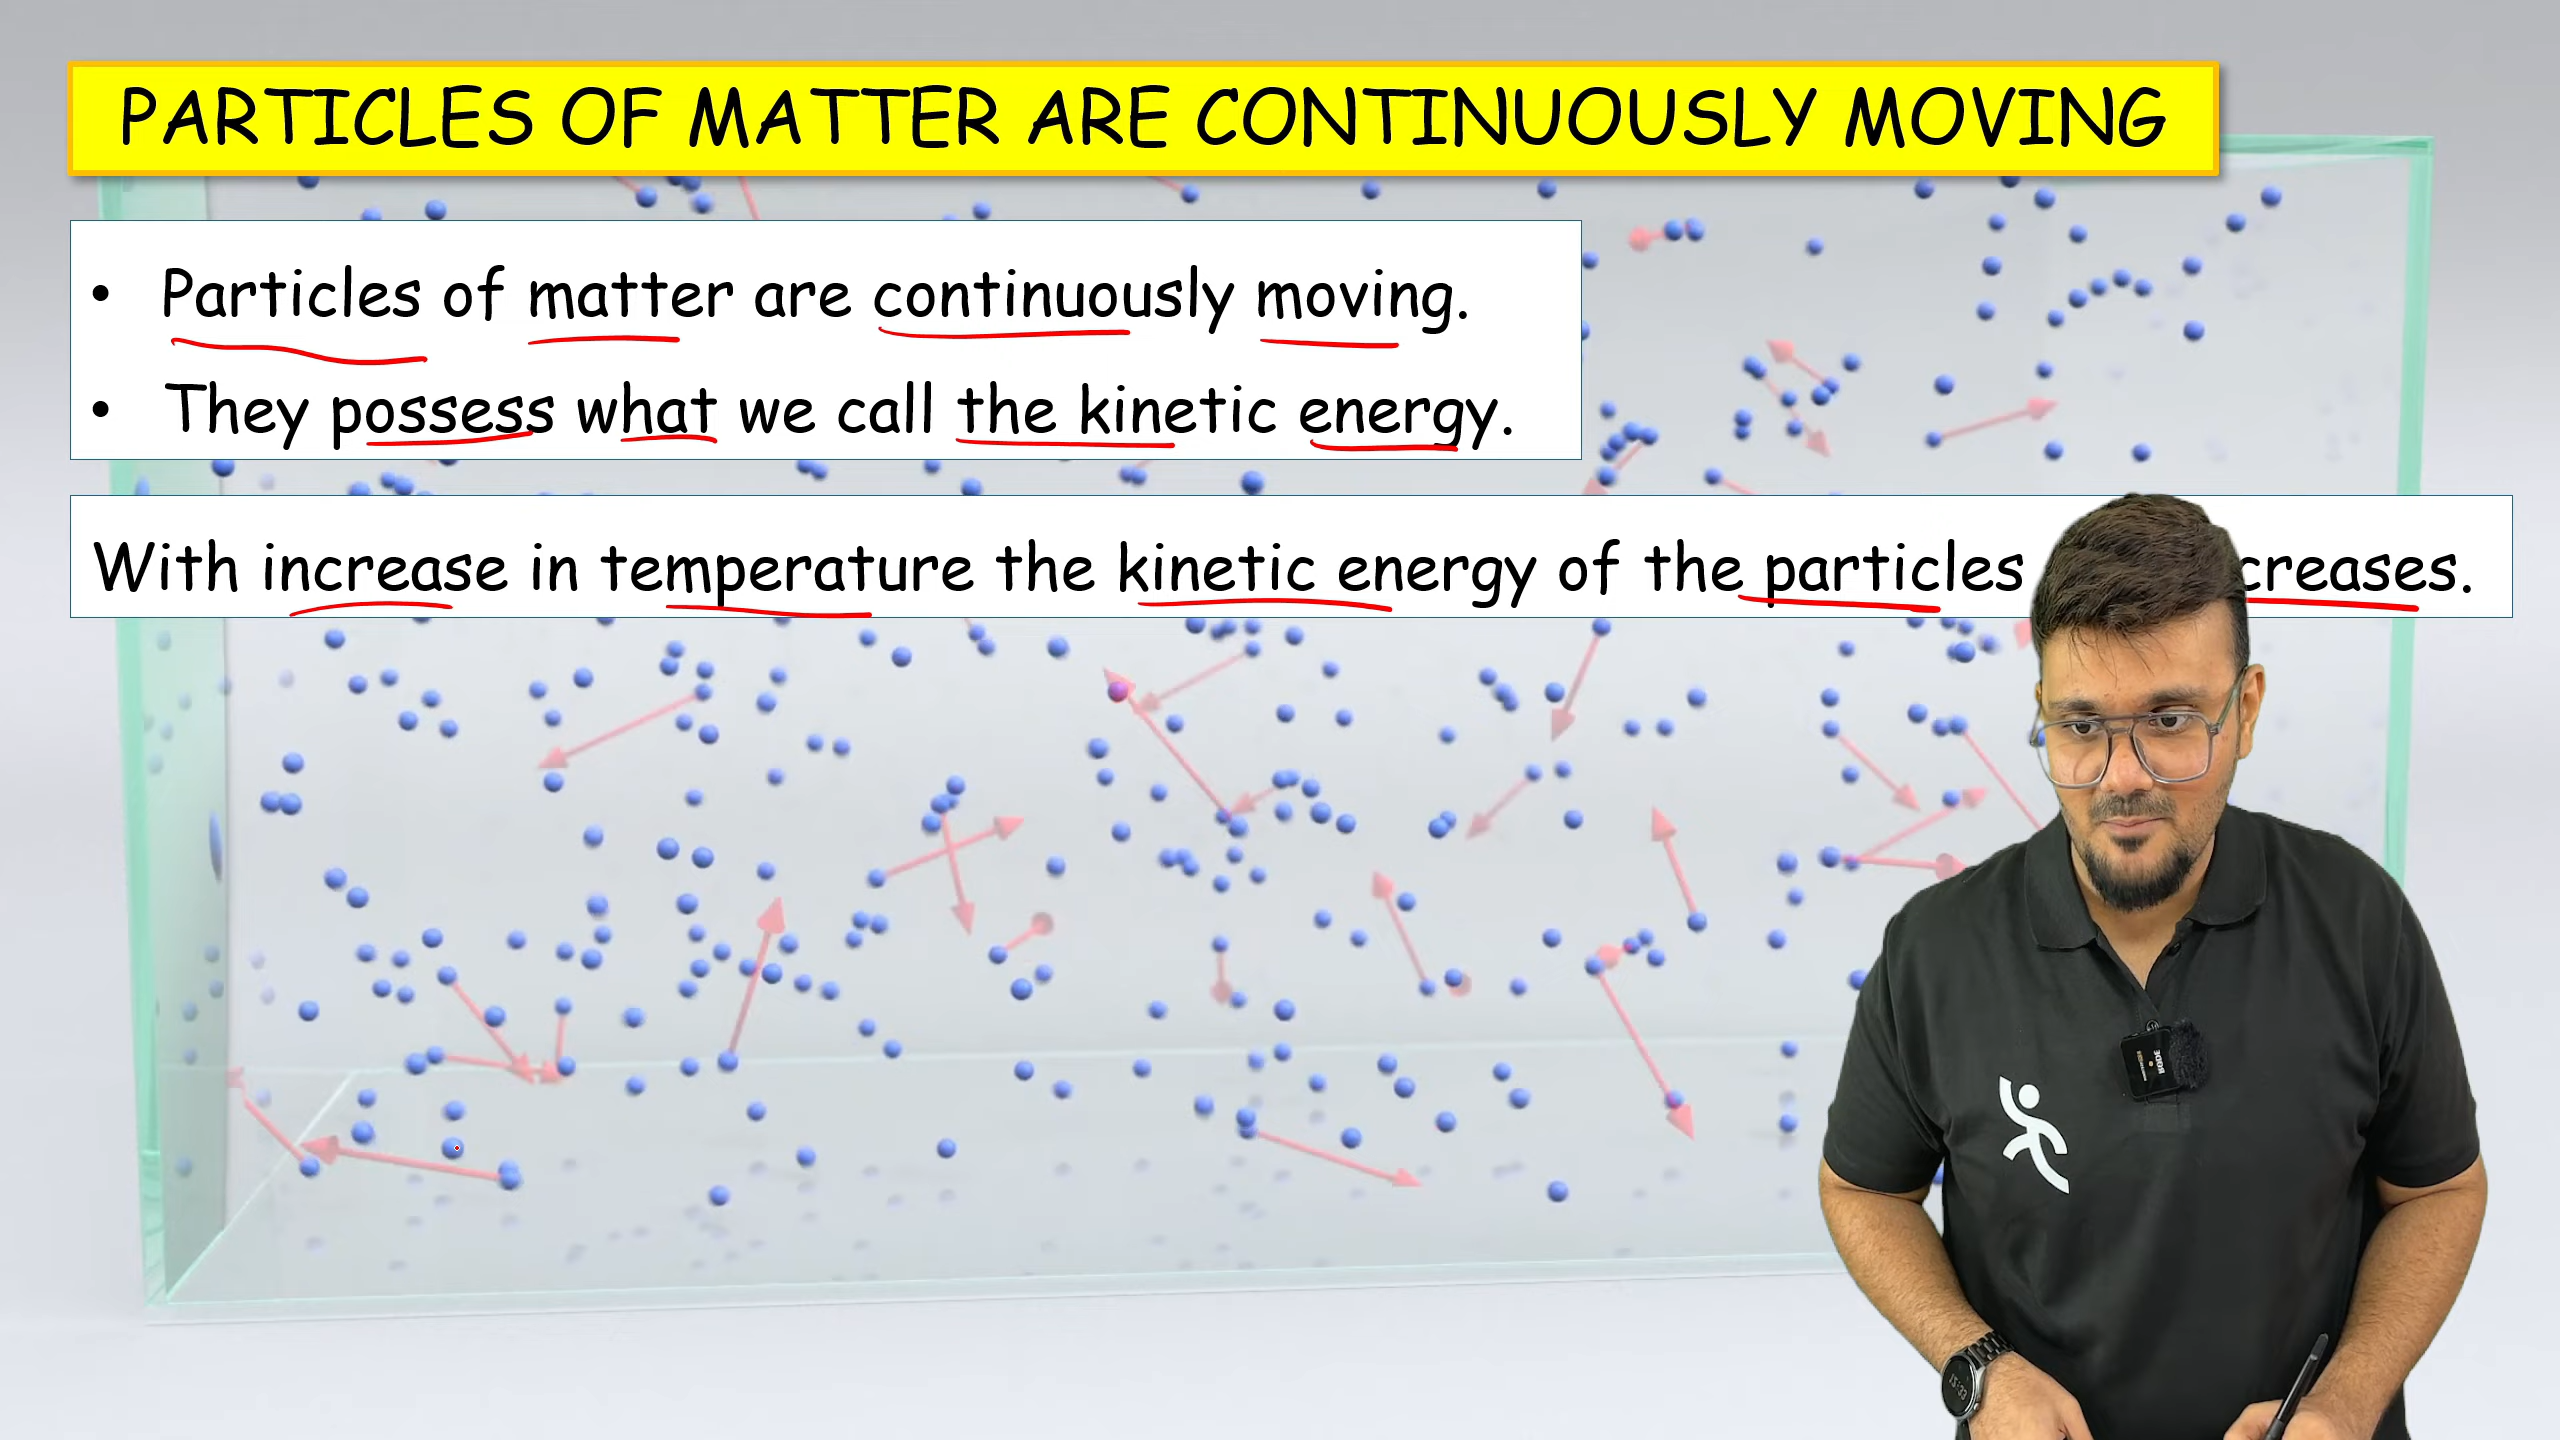 PARTICLES OF MATTER ARE CONTINUOUSLY MOVING
• Particles of matter are continuously moving.
• They possess what we call the kinetic energy.
With increase in temperature the kinetic energy of the particles creases.
RODE